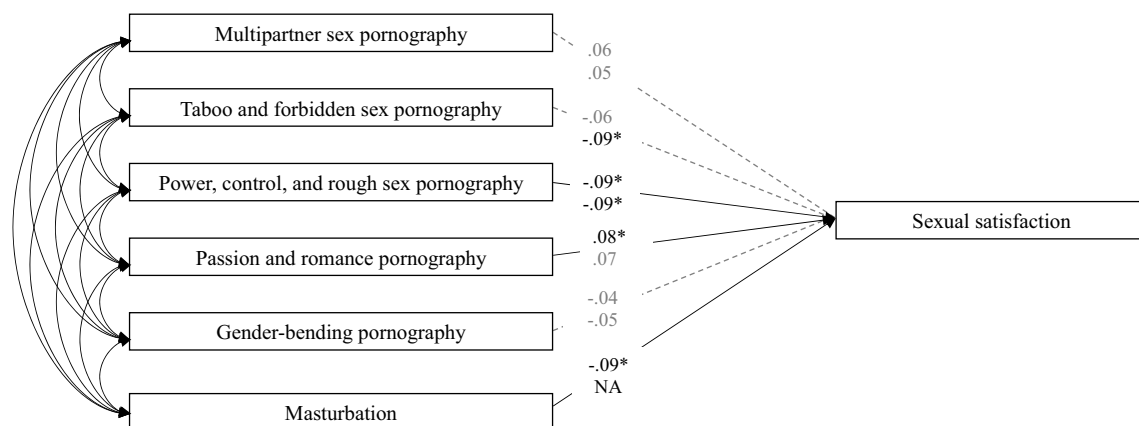 Multipartner sex pornography
.06
.05
Taboo and forbidden sex pornography
-.06
-.09*
Power, control, and rough sex pornography
-.09*
-.09*
Sexual satisfaction
Passion and romance pornography
.08*
.07
Gender-bending pornography
-.04
-.05
Masturbation
-.09*
NA